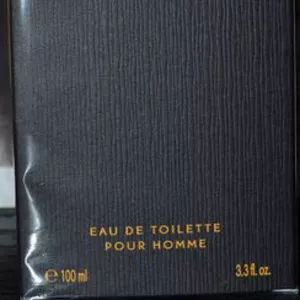 EAU DE TOILETTE
POUR HOMME
℮ 100 ml 3.3 fl. oz.